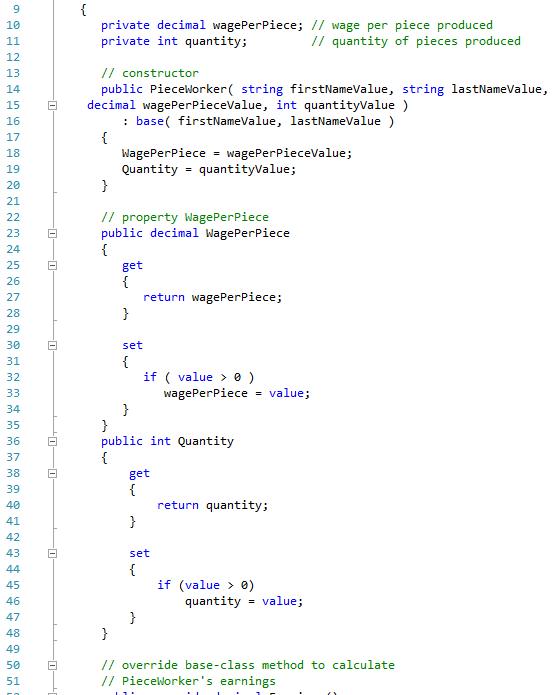 9 {
10 private decimal wagePerPiece; // wage per piece produced
11 private int quantity; // quantity of pieces produced
12
13 // constructor
14 public PieceWorker( string firstNameValue, string lastNameValue,
15 decimal wagePerPieceValue, int quantityValue )
16 : base( firstNameValue, lastNameValue )
17 {
18 WagePerPiece = wagePerPieceValue;
19 Quantity = quantityValue;
20 }
21
22 // property WagePerPiece
23 public decimal WagePerPiece
24 {
25 get
26 {
27 return wagePerPiece;
28 }
29
30 set
31 {
32 if ( value > 0 )
33 wagePerPiece = value;
34 }
35 }
36 public int Quantity
37 {
38 get
39 {
40 return quantity;
41 }
42
43 set
44 {
45 if (value > 0)
46 quantity = value;
47 }
48 }
49
50 // override base-class method to calculate
51 // PieceWorker's earnings